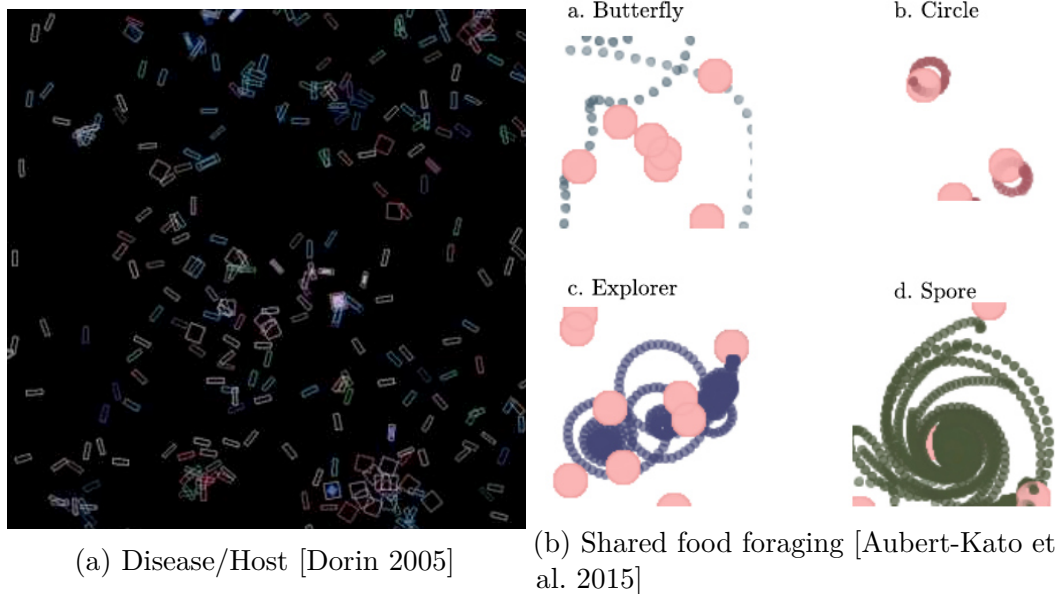 a. Butterfly
b. Circle
c. Explorer
d. Spore
(a) Disease/Host [Dorin 2005]
(b) Shared food foraging [Aubert-Kato et
al. 2015]